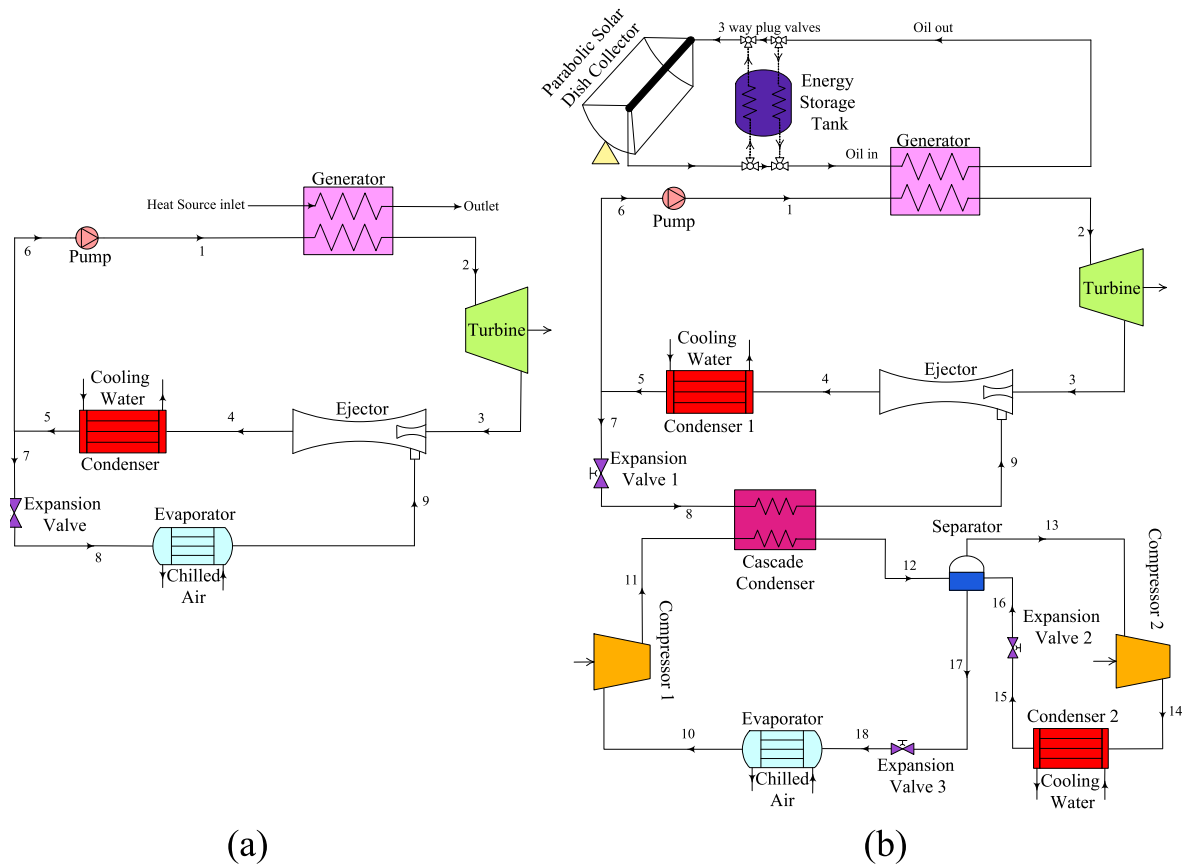 Generator
Heat Source inlet
Outlet
6
Pump
1
2
Turbine
Cooling
Water
5
Condenser
4
Ejector
3
7
Expansion
Valve
8
Evaporator
Chilled
Air
9
(a)
Parabolic Solar
Dish Collector
3 way plug valves
Oil out
Energy
Storage
Tank
Oil in
Generator
6
Pump
1
2
Turbine
Cooling
Water
5
Condenser 1
4
Ejector
3
7
Expansion
Valve 1
8
9
Cascade
Condenser
Separator
13
11
12
Compressor 1
16
Expansion
Valve 2
Compressor 2
17
15
14
Condenser 2
Cooling
Water
10
Evaporator
Chilled
Air
18
Expansion
Valve 3
(b)